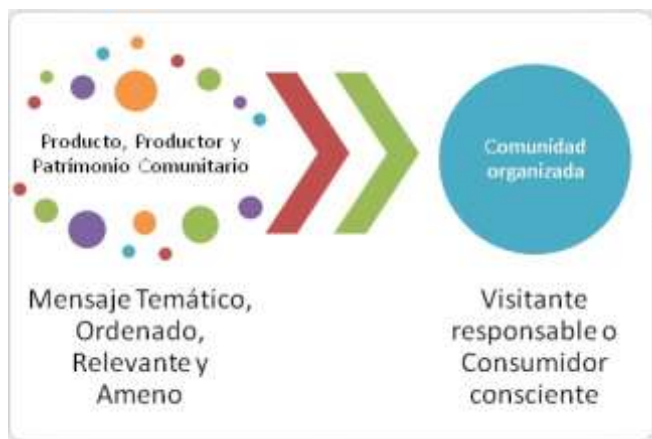 Producto, Productor y
Patrimonio Comunitario
Comunidad
organizada
Mensaje Temático,
Ordenado,
Relevante y
Ameno
Visitante
responsable o
Consumidor
consciente